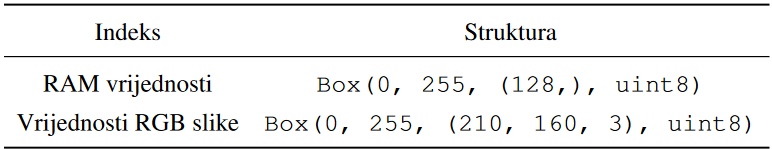 Indeks Struktura
RAM vrijednosti Box(0, 255, (128,), uint8)
Vrijednosti RGB slike Box(0, 255, (210, 160, 3), uint8)